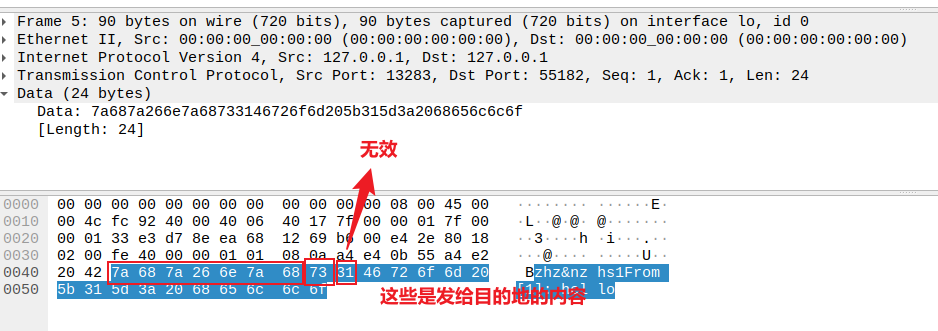 Frame 5: 90 bytes on wire (720 bits), 90 bytes captured (720 bits) on interface lo, id 0
Ethernet II, Src: 00:00:00_00:00:00 (00:00:00:00:00:00), Dst: 00:00:00_00:00:00 (00:00:00:00:00:00)
Internet Protocol Version 4, Src: 127.0.0.1, Dst: 127.0.0.1
Transmission Control Protocol, Src Port: 13283, Dst Port: 55182, Seq: 1, Ack: 1, Len: 24
Data (24 bytes)
Data: 7a687a266e7a68733146726f6d205b315d3a2068656c6c6f
[Length: 24]
无效
0000 00 00 00 00 00 00 00 00 00 00 00 00 08 00 45 00 ········ ······E·
0010 00 4c fc 92 40 00 40 06 40 17 7f 00 00 01 7f 00 ·L··@·@· @·······
0020 00 01 33 e3 d7 8e ea 68 12 69 b6 00 e4 2e 80 18 ··3····h ·i···.··
0030 02 00 fe 40 00 00 01 01 08 0a a4 e4 0b 55 a4 e2 ···@···· ·····U··
0040 20 42 7a 68 7a 26 6e 7a 68 73 31 46 72 6f 6d 20 Bzhz&nz hs1From
0050 5b 31 5d 3a 20 68 65 6c 6c 6f [1]: hel lo
这些是发给目的地的内容